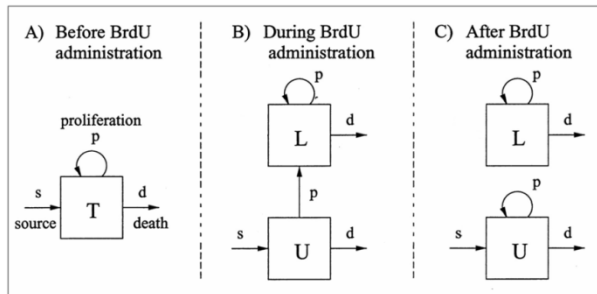 A) Before BrdU
administration
proliferation
p
s
T
d
source
death
B) During BrdU
administration
p
L
d
p
s
U
d
C) After BrdU
administration
p
L
d
p
s
U
d